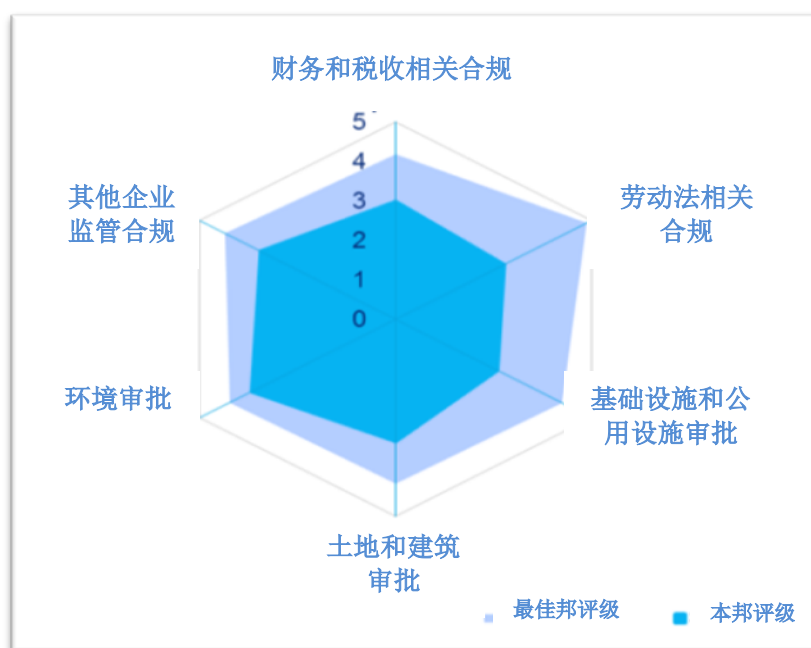 财务和税收相关合规
5
4
3
2
1
0
其他企业
监管合规
劳动法相关
合规
环境审批
基础设施和公
用设施审批
土地和建筑
审批
最佳邦评级
本邦评级